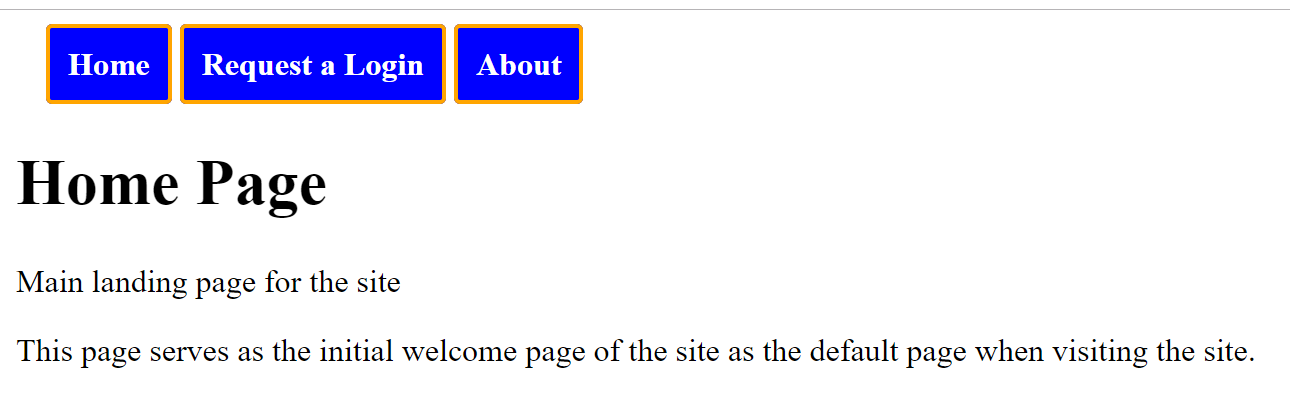 Home Request a Login About
Home Page
Main landing page for the site
This page serves as the initial welcome page of the site as the default page when visiting the site.